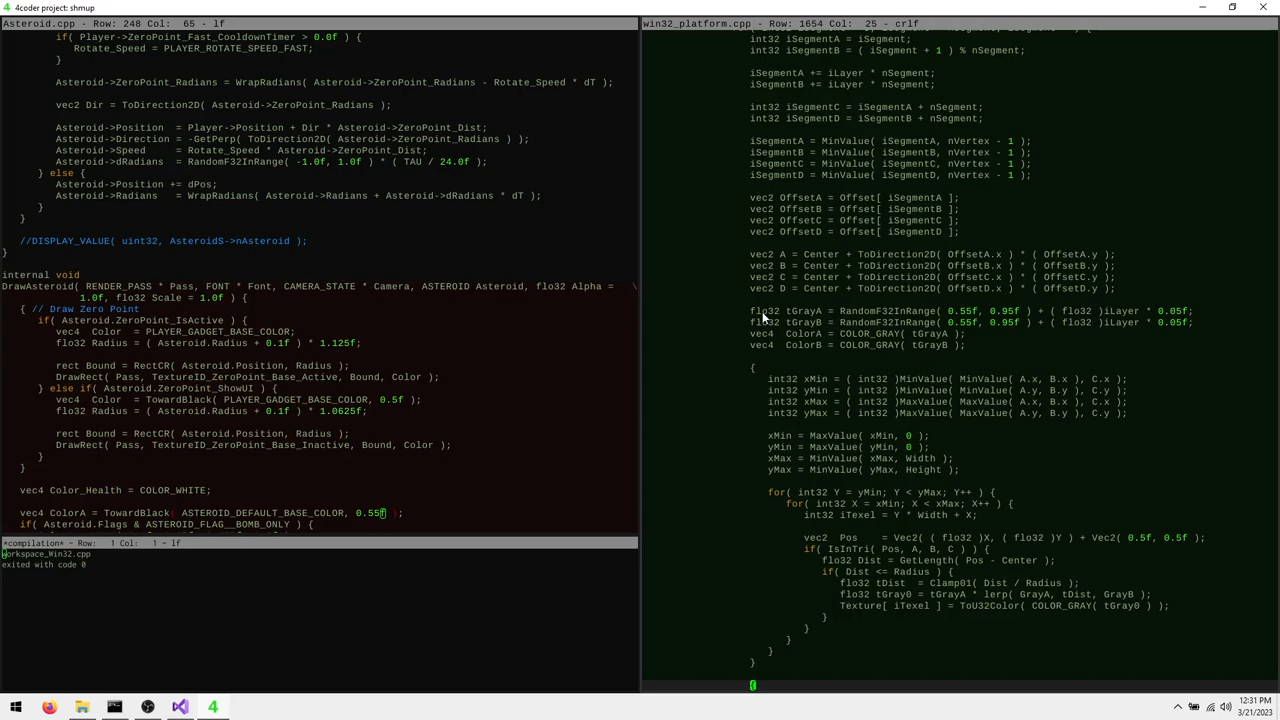 4coder project: shmup
Asteroid.cpp - Row: 248 Col:  65 - lf
if( Player->ZeroPoint_Fast_CooldownTimer > 0.0f ) {
Rotate_Speed = PLAYER_ROTATE_SPEED_FAST;
}
Asteroid->ZeroPoint_Radians = WrapRadians( Asteroid->ZeroPoint_Radians - Rotate_Speed * dT );
vec2 Dir = ToDirection2D( Asteroid->ZeroPoint_Radians );
Asteroid->Position  = Player->Position + Dir * Asteroid->ZeroPoint_Dist;
Asteroid->Direction = -GetPerp( ToDirection2D( Asteroid->ZeroPoint_Radians ) );
Asteroid->Speed     = Rotate_Speed * Asteroid->ZeroPoint_Dist;
Asteroid->dRadians  = RandomF32InRange( -1.0f, 1.0f ) * ( TAU / 24.0f );
} else {
Asteroid->Position += dPos;
Asteroid->Radians   = WrapRadians( Asteroid->Radians + Asteroid->dRadians * dT );
}
}
//DISPLAY_VALUE( uint32, AsteroidS->nAsteroid );
}
internal void
DrawAsteroid( RENDER_PASS * Pass, FONT * Font, CAMERA_STATE * Camera, ASTEROID Asteroid, flo32 Alpha = \
1.0f, flo32 Scale = 1.0f ) {
{ // Draw Zero Point
if( Asteroid.ZeroPoint_IsActive ) {
vec4  Color  = PLAYER_GADGET_BASE_COLOR;
flo32 Radius = ( Asteroid.Radius + 0.1f ) * 1.125f;
rect Bound = RectCR( Asteroid.Position, Radius );
DrawRect( Pass, TextureID_ZeroPoint_Base_Active, Bound, Color );
} else if( Asteroid.ZeroPoint_ShowUI ) {
vec4  Color  = TowardBlack( PLAYER_GADGET_BASE_COLOR, 0.5f );
flo32 Radius = ( Asteroid.Radius + 0.1f ) * 1.0625f;
rect Bound = RectCR( Asteroid.Position, Radius );
DrawRect( Pass, TextureID_ZeroPoint_Base_Inactive, Bound, Color );
}
}
vec4 Color_Health = COLOR_WHITE;
vec4 ColorA = TowardBlack( ASTEROID_DEFAULT_BASE_COLOR, 0.55f );
if( Asteroid.Flags & ASTEROID_FLAG__BOMB_ONLY ) {
*compilation* - Row:  1 Col:  1 - lf
workspace_Win32.cpp
exited with code 0
win32_platform.cpp - Row: 1654 Col:  25 - crlf
int32 iSegmentA = iSegment;
int32 iSegmentB = ( iSegment + 1 ) % nSegment;
iSegmentA += iLayer * nSegment;
iSegmentB += iLayer * nSegment;
int32 iSegmentC = iSegmentA + nSegment;
int32 iSegmentD = iSegmentB + nSegment;
iSegmentA = MinValue( iSegmentA, nVertex - 1 );
iSegmentB = MinValue( iSegmentB, nVertex - 1 );
iSegmentC = MinValue( iSegmentC, nVertex - 1 );
iSegmentD = MinValue( iSegmentD, nVertex - 1 );
vec2 OffsetA = Offset[ iSegmentA ];
vec2 OffsetB = Offset[ iSegmentB ];
vec2 OffsetC = Offset[ iSegmentC ];
vec2 OffsetD = Offset[ iSegmentD ];
vec2 A = Center + ToDirection2D( OffsetA.x ) * ( OffsetA.y );
vec2 B = Center + ToDirection2D( OffsetB.x ) * ( OffsetB.y );
vec2 C = Center + ToDirection2D( OffsetC.x ) * ( OffsetC.y );
vec2 D = Center + ToDirection2D( OffsetD.x ) * ( OffsetD.y );
flo32 tGrayA = RandomF32InRange( 0.55f, 0.95f ) + ( flo32 )iLayer * 0.05f;
flo32 tGrayB = RandomF32InRange( 0.55f, 0.95f ) + ( flo32 )iLayer * 0.05f;
vec4  ColorA = COLOR_GRAY( tGrayA );
vec4  ColorB = COLOR_GRAY( tGrayB );
{
int32 xMin = ( int32 )MinValue( MinValue( A.x, B.x ), C.x );
int32 yMin = ( int32 )MinValue( MinValue( A.y, B.y ), C.y );
int32 xMax = ( int32 )MaxValue( MaxValue( A.x, B.x ), C.x );
int32 yMax = ( int32 )MaxValue( MaxValue( A.y, B.y ), C.y );
xMin = MaxValue( xMin, 0 );
yMin = MaxValue( yMin, 0 );
xMax = MinValue( xMax, Width );
yMax = MinValue( yMax, Height );
for( int32 Y = yMin; Y < yMax; Y++ ) {
for( int32 X = xMin; X < xMax; X++ ) {
int32 iTexel = Y * Width + X;
vec2  Pos    = Vec2( ( flo32 )X, ( flo32 )Y ) + Vec2( 0.5f, 0.5f );
if( IsInTri( Pos, A, B, C ) ) {
flo32 Dist = GetLength( Pos - Center );
if( Dist <= Radius ) {
flo32 tDist  = Clamp01( Dist / Radius );
flo32 tGray0 = tGrayA * lerp( GrayA, tDist, GrayB );
Texture[ iTexel ] = ToU32Color( COLOR_GRAY( tGray0 ) );
}
}
}
}
}
{
12:31 PM
3/21/2023